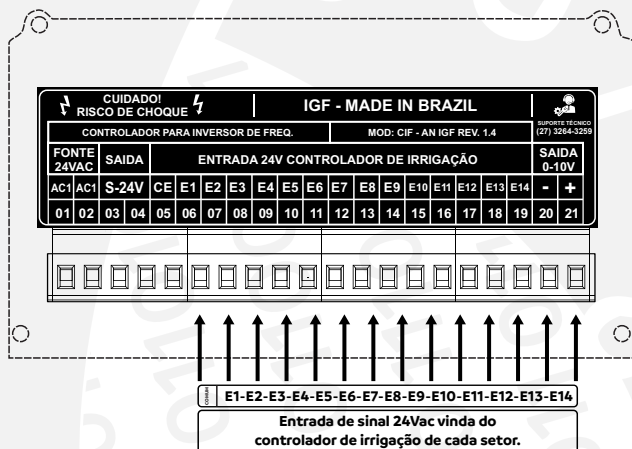 CUIDADO!
RISCO DE CHOQUE
IGF - MADE IN BRAZIL
SUPORTE TÉCNICO
(27) 3264-3259
CONTROLADOR PARA INVERSOR DE FREQ.
MOD: CIF - AN IGF REV. 1.4
FONTE 24VAC SAIDA ENTRADA 24V CONTROLADOR DE IRRIGAÇÃO SAIDA 0-10V
AC1 AC1 S-24V CE E1 E2 E3 E4 E5 E6 E7 E8 E9 E10 E11 E12 E13 E14 - +
01 02 03 04 05 06 07 08 09 10 11 12 13 14 15 16 17 18 19 20 21
COMUM E1-E2-E3-E4-E5-E6-E7-E8-E9-E10-E11-E12-E13-E14
Entrada de sinal 24Vac vinda do
controlador de irrigação de cada setor.